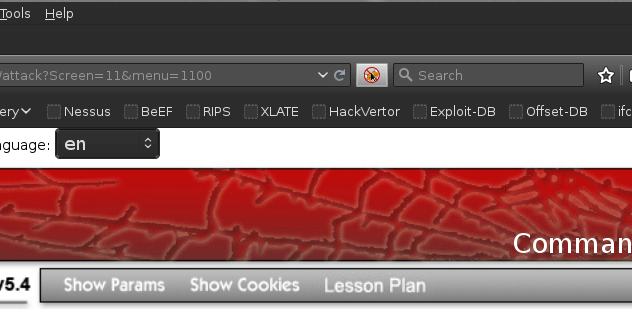 Tools Help
/attack?Screen=11&menu=1100 Search
ery Nessus BeEF RIPS XLATE HackVertor Exploit-DB Offset-DB ifc
guage: en
Comman
v5.4 Show Params Show Cookies Lesson Plan